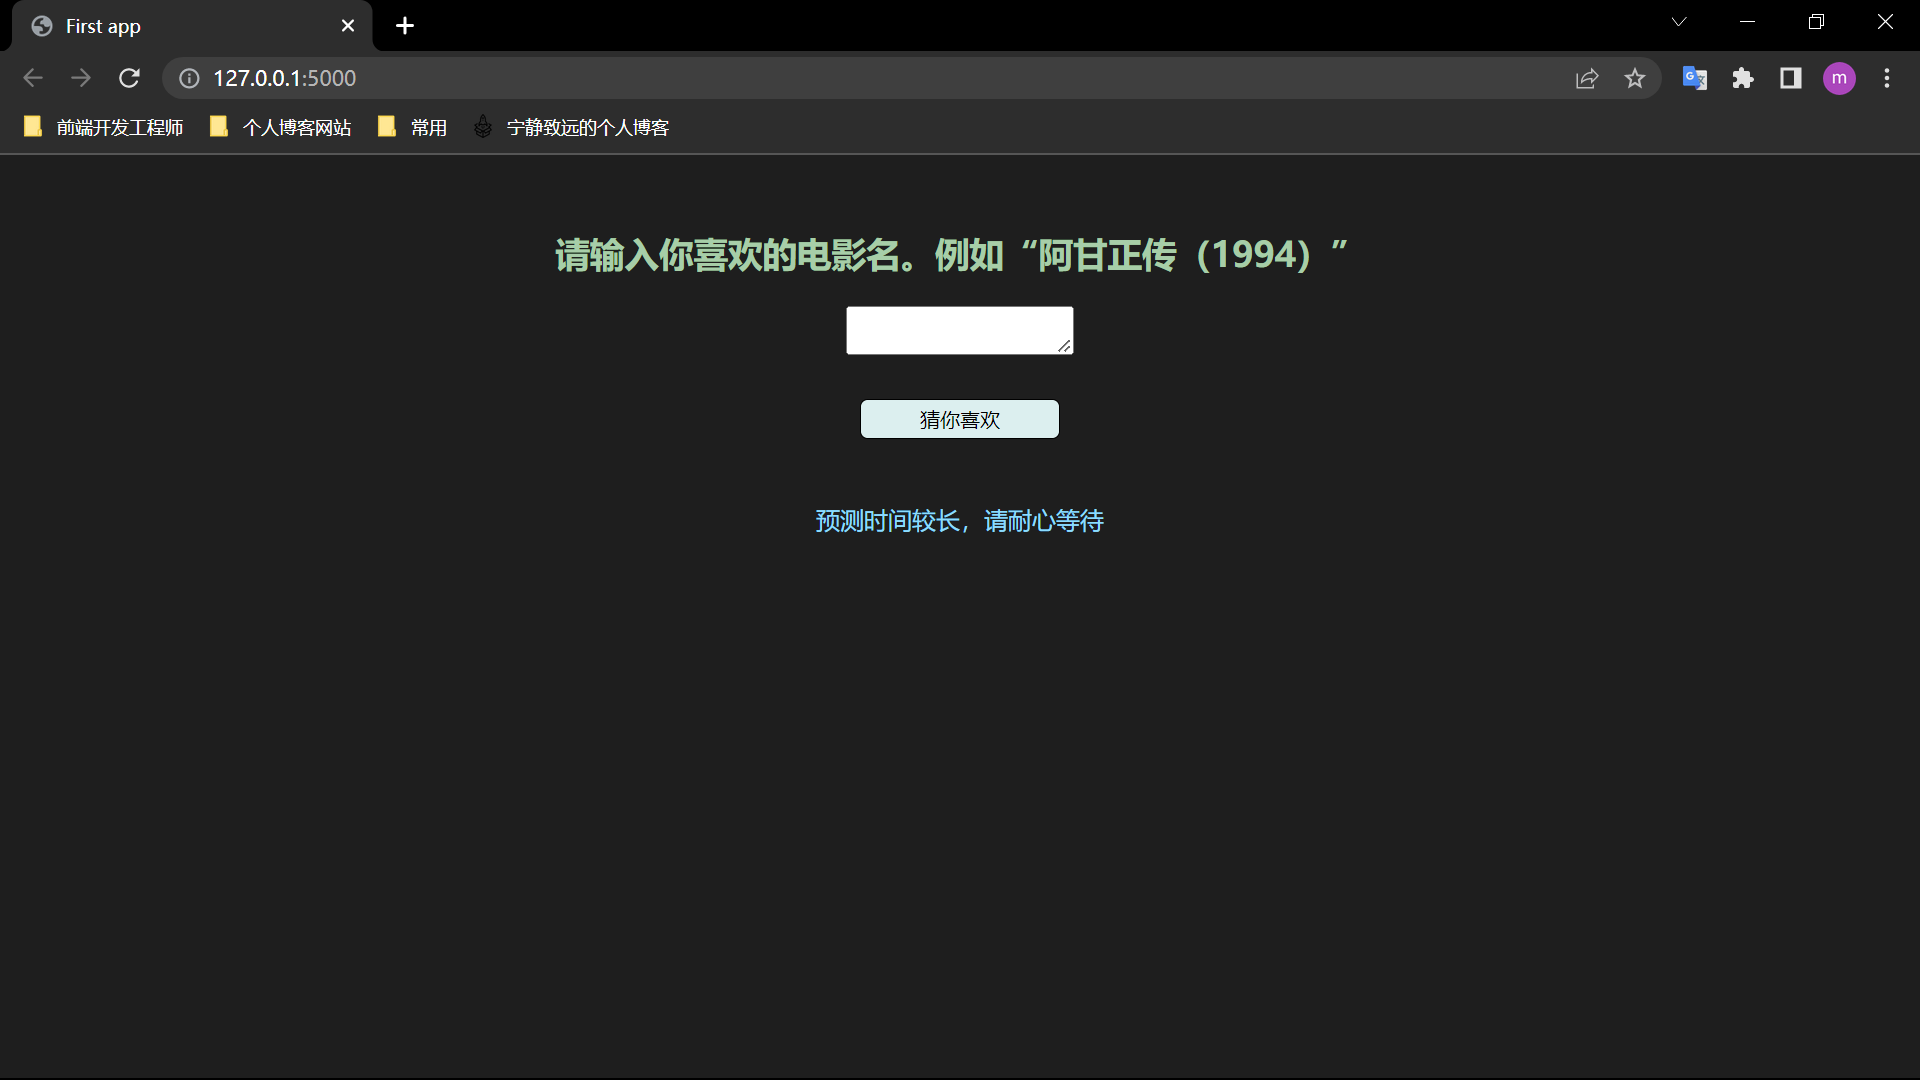 First app
127.0.0.1:5000
m
前端开发工程师 个人博客网站 常用 宁静致远的个人博客
请输入你喜欢的电影名。例如“阿甘正传（1994）”
猜你喜欢
预测时间较长，请耐心等待